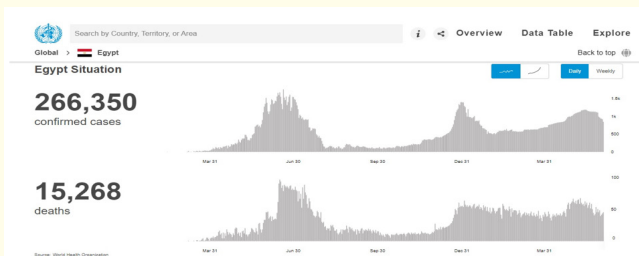 Search by Country, Territory, or Area
i
Overview Data Table Explore
Global > Egypt
Back to top
Egypt Situation
Daily Weekly
266,350
confirmed cases
1.5k
1k
500
0
Mar 31 Jun 30 Sep 30 Dec 31 Mar 31
15,268
deaths
100
50
0
Mar 31 Jun 30 Sep 30 Dec 31 Mar 31
Source: World Health Organization